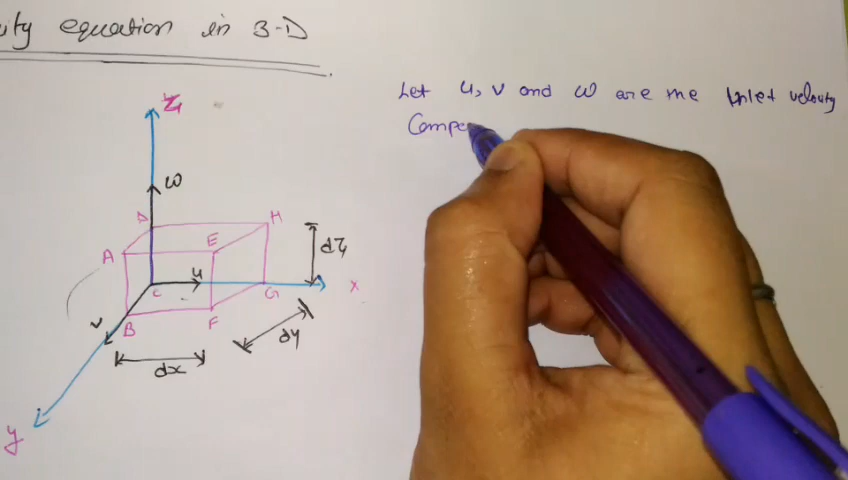 ity equation in 3-D
Let u, v and w are the Inlet velocity
Compo
Z
w
D
H
A
E
dz
u
C
G
x
v
B
F
dy
dx
y